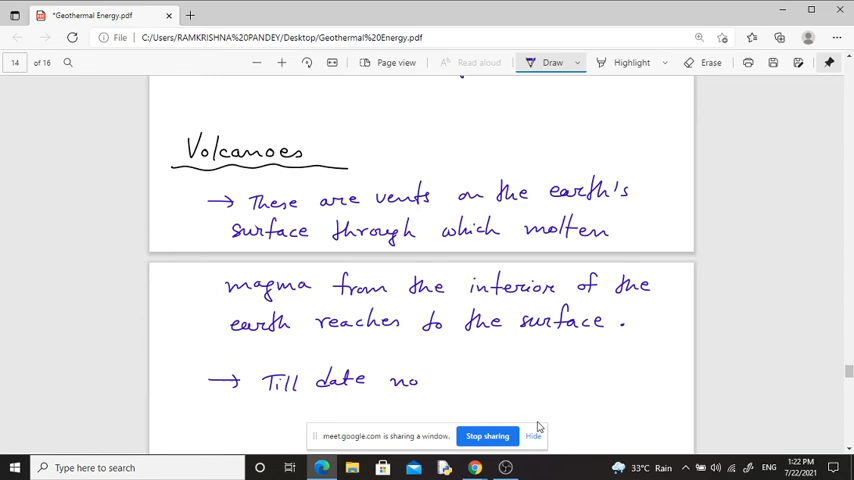 *Geothermal Energy.pdf
File C:/Users/RAMKRISHNA%20PANDEY/Desktop/Geothermal%20Energy.pdf
14 of 16 Page view Read aloud Draw Highlight Erase
Volcanoes
→ These are vents on the earth's
surface through which molten
magma from the interior of the
earth reaches to the surface.
→ Till date no
meet.google.com is sharing a window. Stop sharing Hide
Type here to search 33°C Rain ENG 1:22 PM
7/22/2021